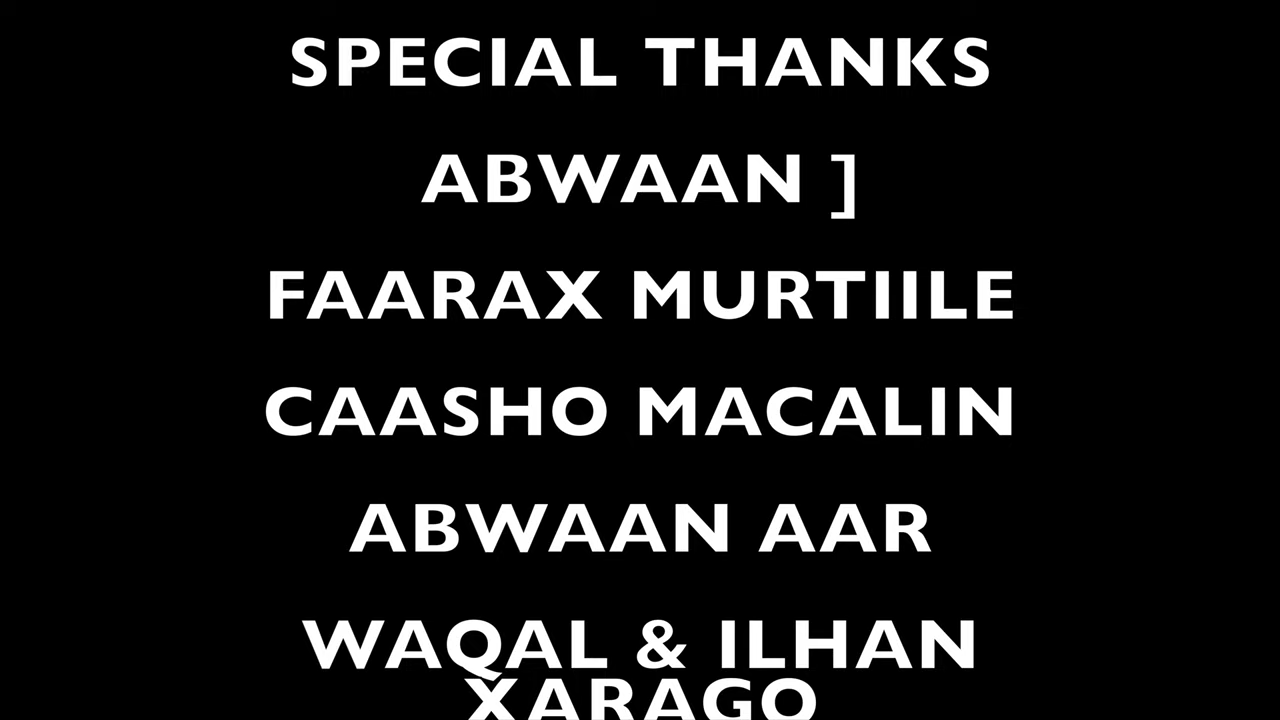 SPECIAL THANKS
ABWAAN ]
FAARAX MURTIILE
CAASHO MACALIN
ABWAAN AAR
WAQAL & ILHAN
XARAGO